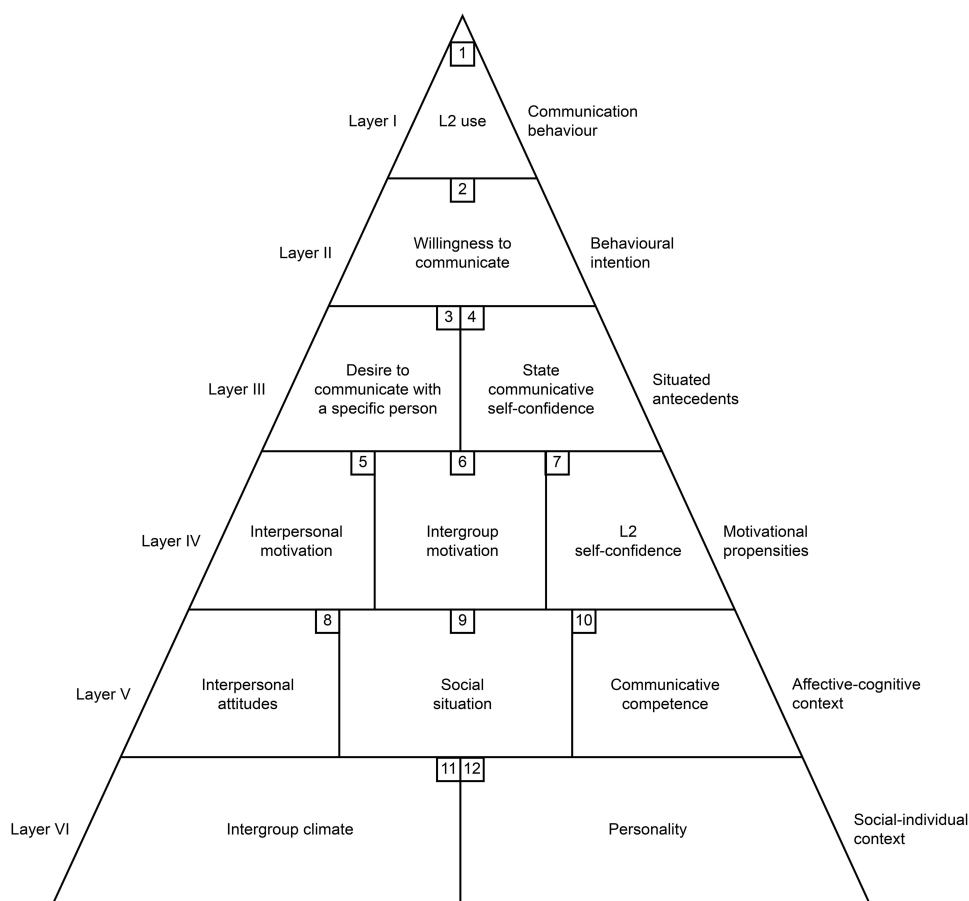 1
Layer I
L2 use
Communication
behaviour
2
Layer II
Willingness to
communicate
Behavioural
intention
3 4
Layer III
Desire to
communicate with
a specific person
State
communicative
self-confidence
Situated
antecedents
5 6 7
Layer IV
Interpersonal
motivation
Intergroup
motivation
L2
self-confidence
Motivational
propensities
8 9 10
Layer V
Interpersonal
attitudes
Social
situation
Communicative
competence
Affective-cognitive
context
11 12
Layer VI
Intergroup climate
Personality
Social-individual
context